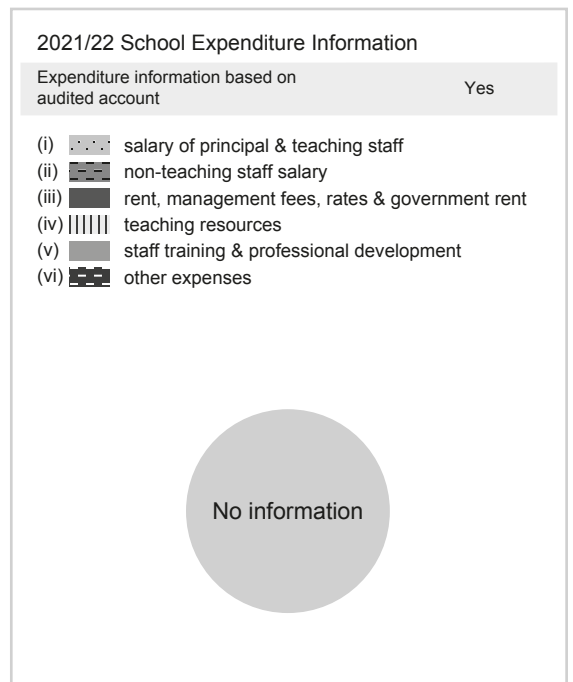 2021/22 School Expenditure Information
Expenditure information based on
audited account
Yes
(i) salary of principal & teaching staff
(ii) non-teaching staff salary
(iii) rent, management fees, rates & government rent
(iv) teaching resources
(v) staff training & professional development
(vi) other expenses
No information